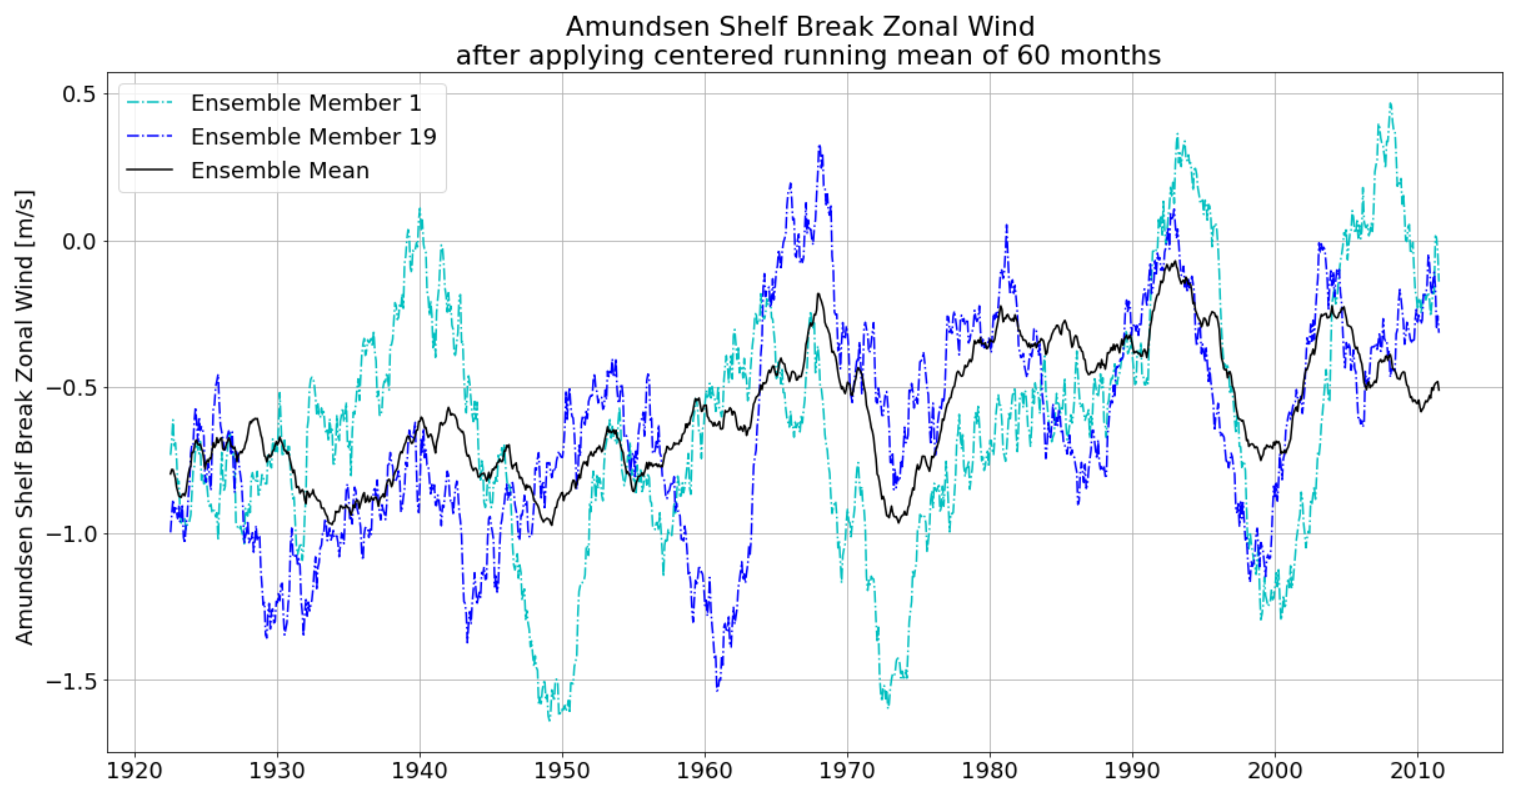 Amundsen Shelf Break Zonal Wind
after applying centered running mean of 60 months
Ensemble Member 1
Ensemble Member 19
Ensemble Mean
Amundsen Shelf Break Zonal Wind [m/s]
0.5
0.0
−0.5
−1.0
−1.5
1920 1930 1940 1950 1960 1970 1980 1990 2000 2010